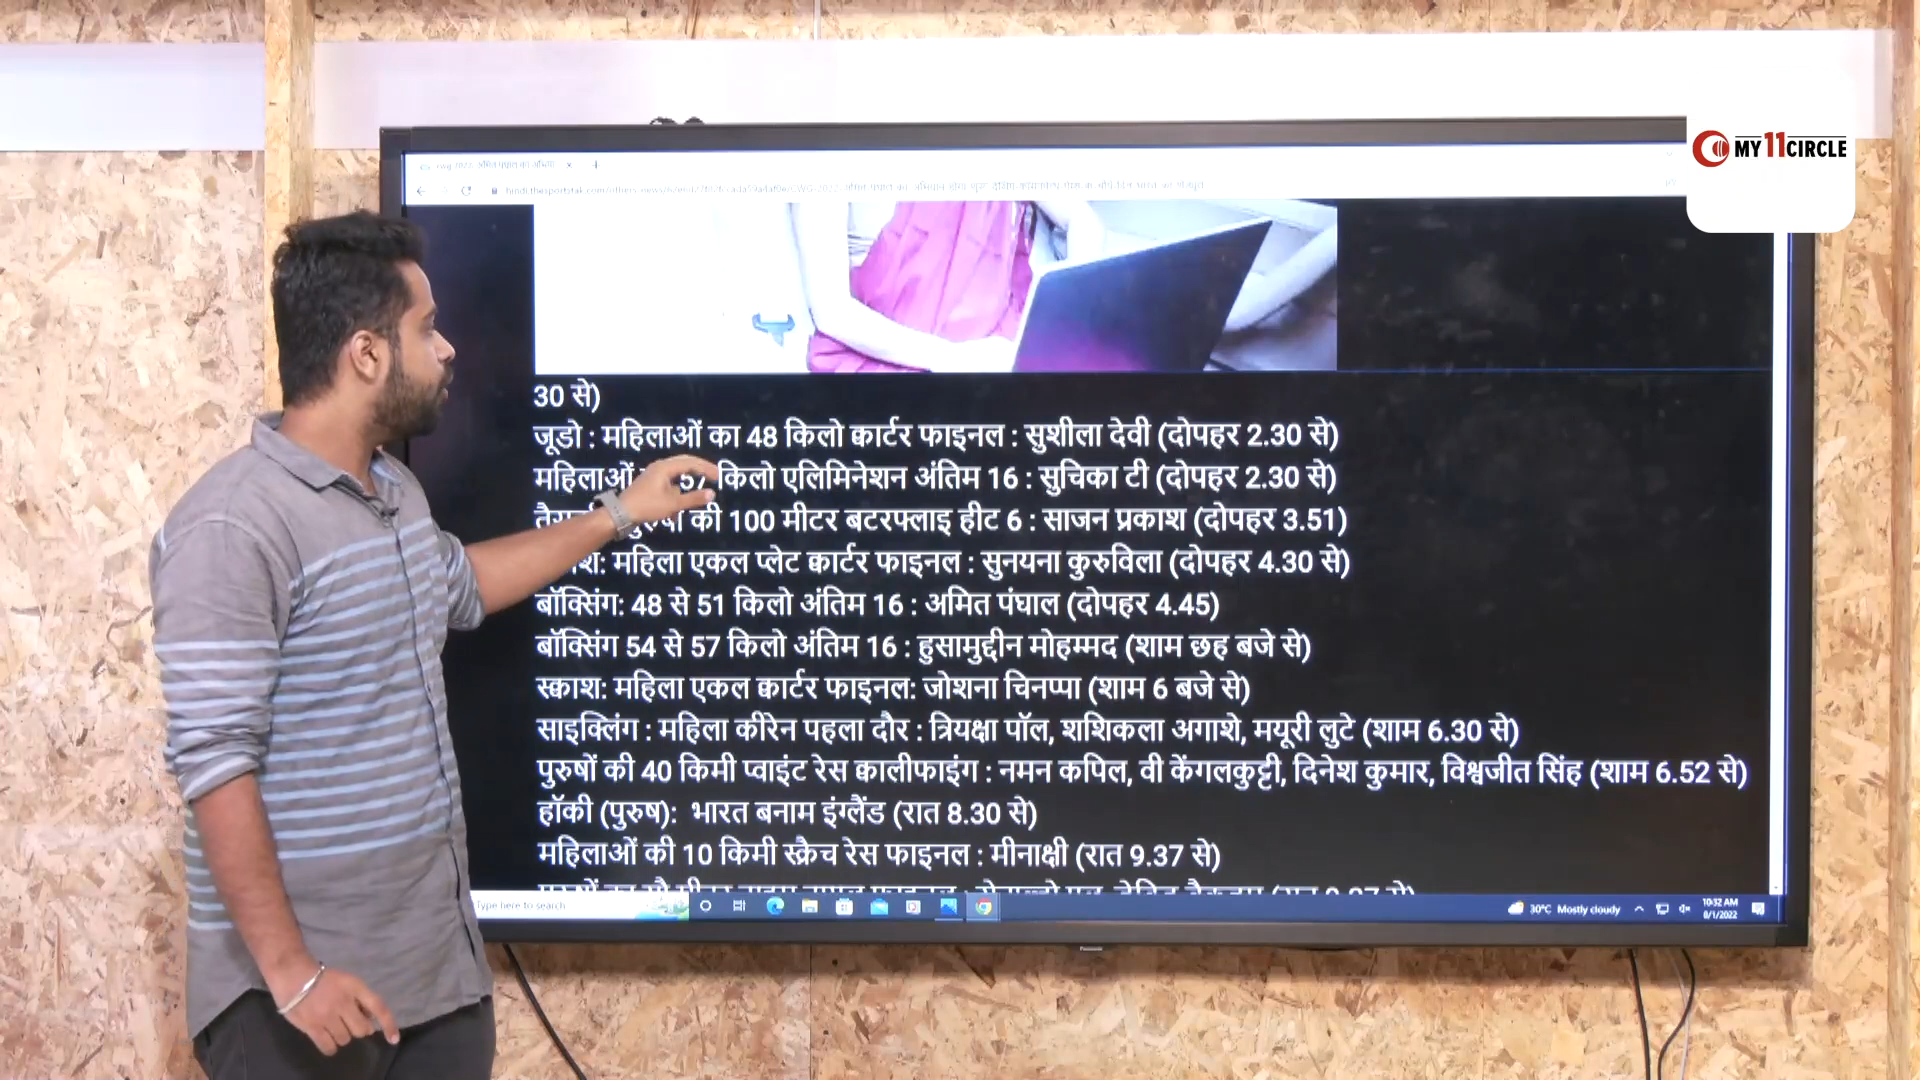 MY11CIRCLE
30 से)
जूडो : महिलाओं का 48 किलो क्वार्टर फाइनल : सुशीला देवी (दोपहर 2.30 से)
महिलाओं 57 किलो एलिमिनेशन अंतिम 16 : सुचिका टी (दोपहर 2.30 से)
की 100 मीटर बटरफ्लाइ हीट 6 : साजन प्रकाश (दोपहर 3.51)
महिला एकल प्लेट क्वार्टर फाइनल : सुनयना कुरुविला (दोपहर 4.30 से)
बॉक्सिंग: 48 से 51 किलो अंतिम 16 : अमित पंघाल (दोपहर 4.45)
बॉक्सिंग 54 से 57 किलो अंतिम 16 : हुसामुद्दीन मोहम्मद (शाम छह बजे से)
स्क्वाश: महिला एकल क्वार्टर फाइनल: जोशना चिनप्पा (शाम 6 बजे से)
साइक्लिंग : महिला कीरेन पहला दौर : त्रियक्षा पॉल, शशिकला अगाशे, मयूरी लुटे (शाम 6.30 से)
पुरुषों की 40 किमी प्वाइंट रेस क्वालीफाइंग : नमन कपिल, वी केंगलकुट्टी, दिनेश कुमार, विश्वजीत सिंह (शाम 6.52 से)
हॉकी (पुरुष): भारत बनाम इंग्लैंड (रात 8.30 से)
महिलाओं की 10 किमी स्क्रैच रेस फाइनल : मीनाक्षी (रात 9.37 से)
Type here to search
30°C Mostly cloudy
10:32 AM
8/1/2022